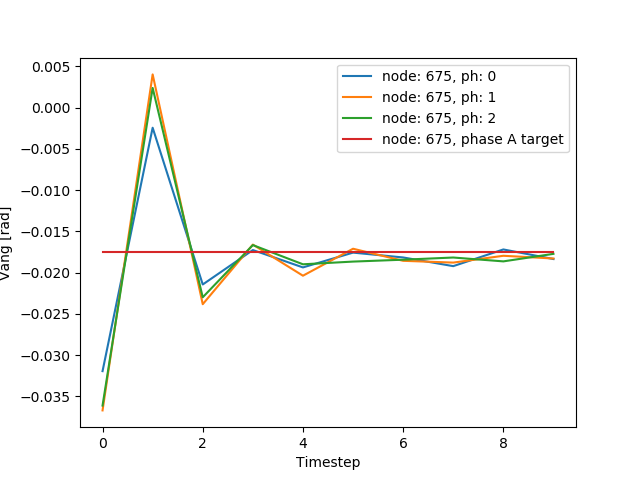 0.005
0.000
−0.005
−0.010
−0.015
−0.020
−0.025
−0.030
−0.035
Vang [rad]
0
2
4
6
8
Timestep
node: 675, ph: 0
node: 675, ph: 1
node: 675, ph: 2
node: 675, phase A target